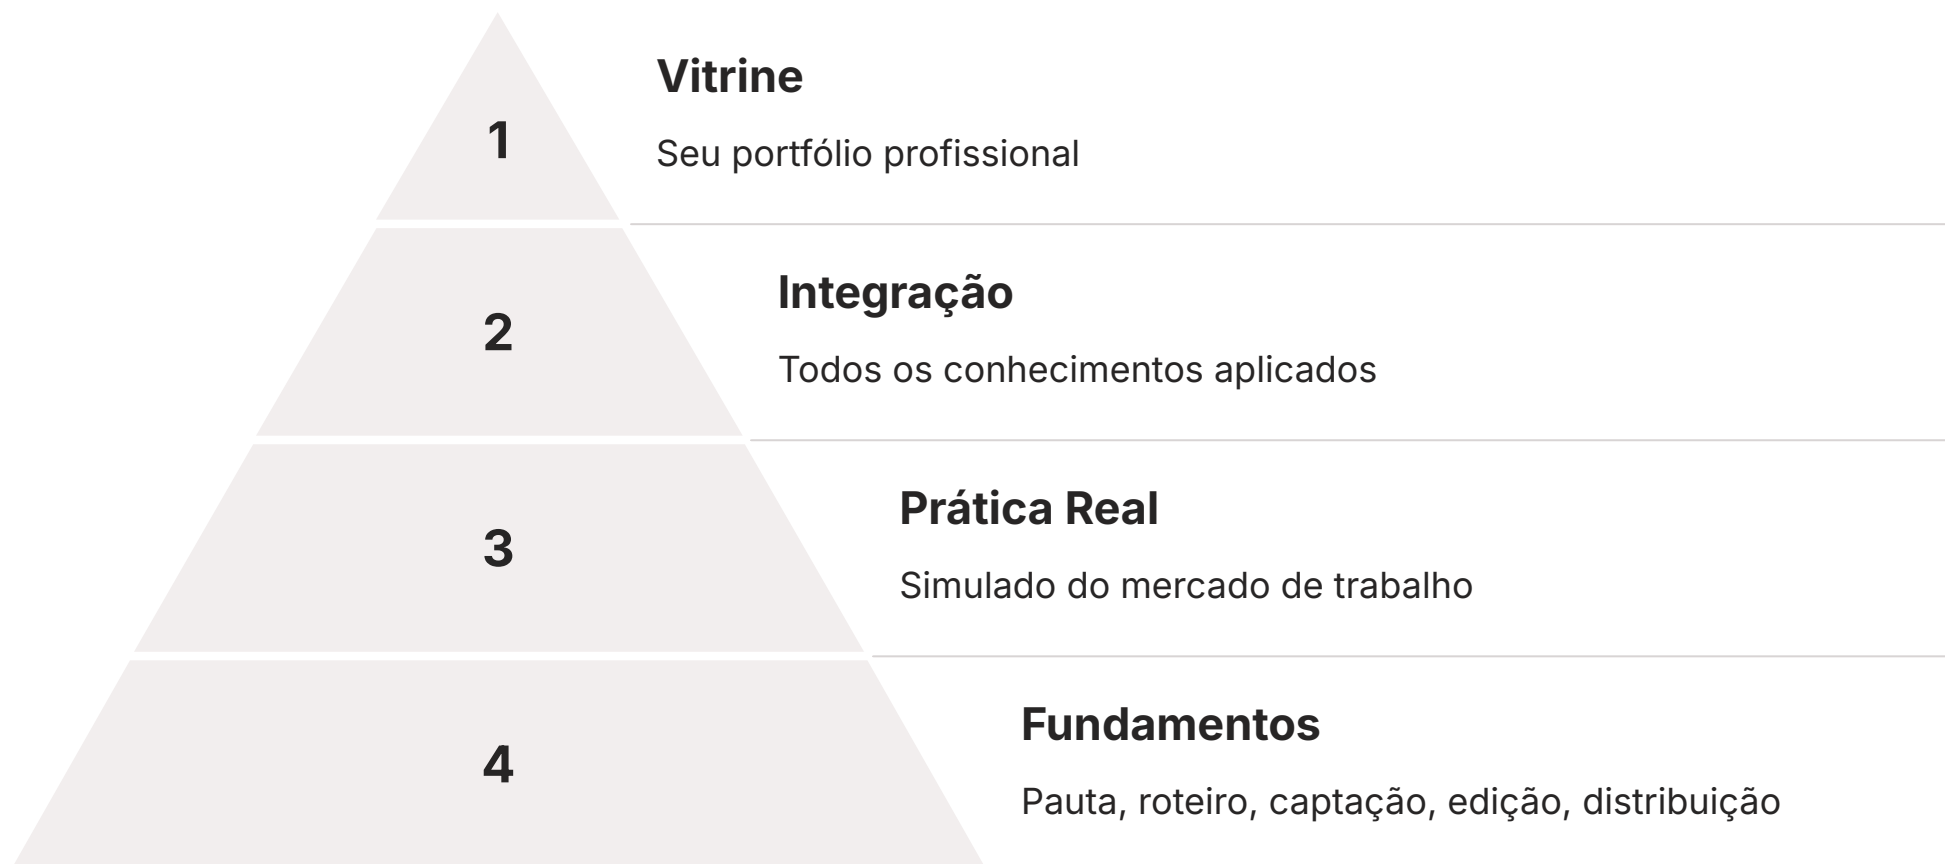 1
Vitrine
Seu portfólio profissional
2
Integração
Todos os conhecimentos aplicados
3
Prática Real
Simulado do mercado de trabalho
4
Fundamentos
Pauta, roteiro, captação, edição, distribuição